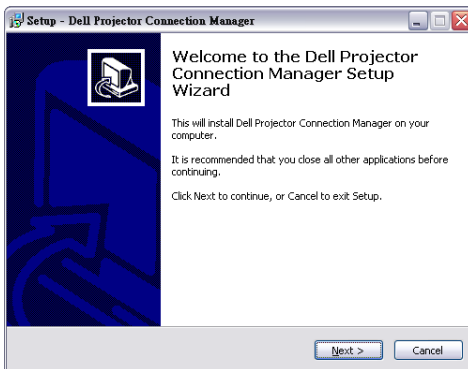 Setup - Dell Projector Connection Manager
Welcome to the Dell Projector
Connection Manager Setup
Wizard
This will install Dell Projector Connection Manager on your
computer.
It is recommended that you close all other applications before
continuing.
Click Next to continue, or Cancel to exit Setup.
Next >
Cancel